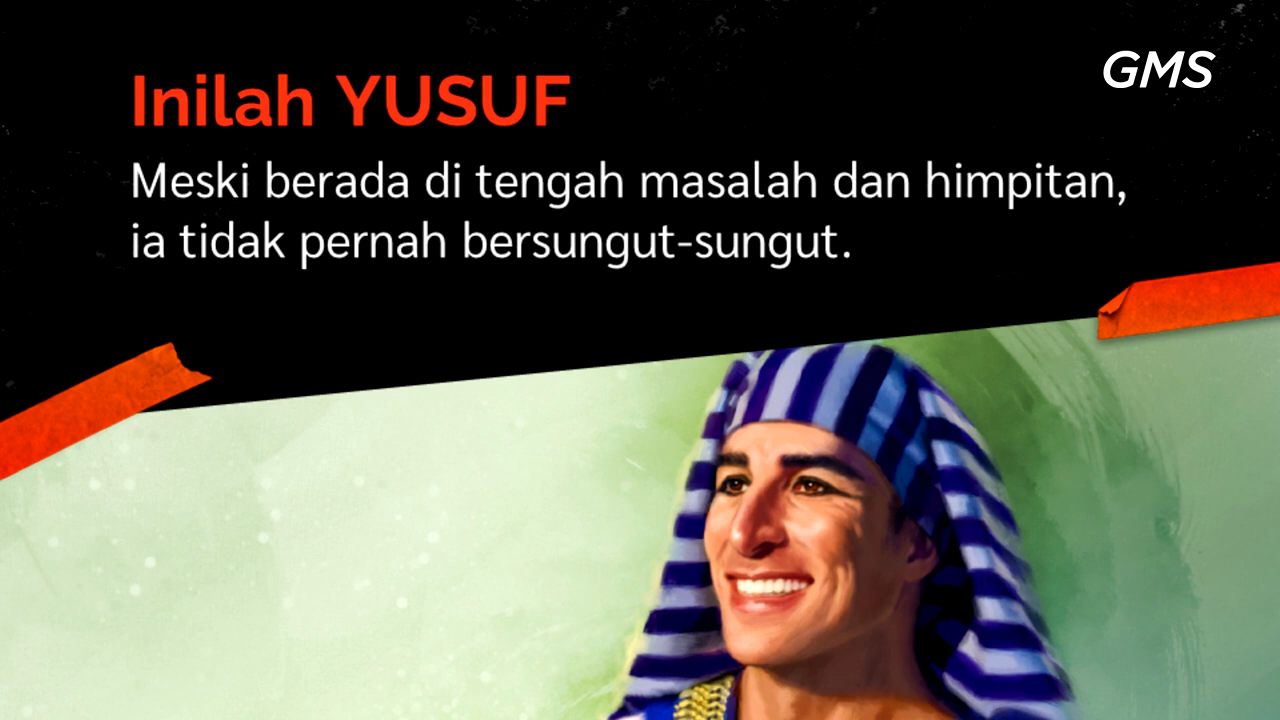 GMS
Inilah YUSUF
Meski berada di tengah masalah dan himpitan,
ia tidak pernah bersungut-sungut.